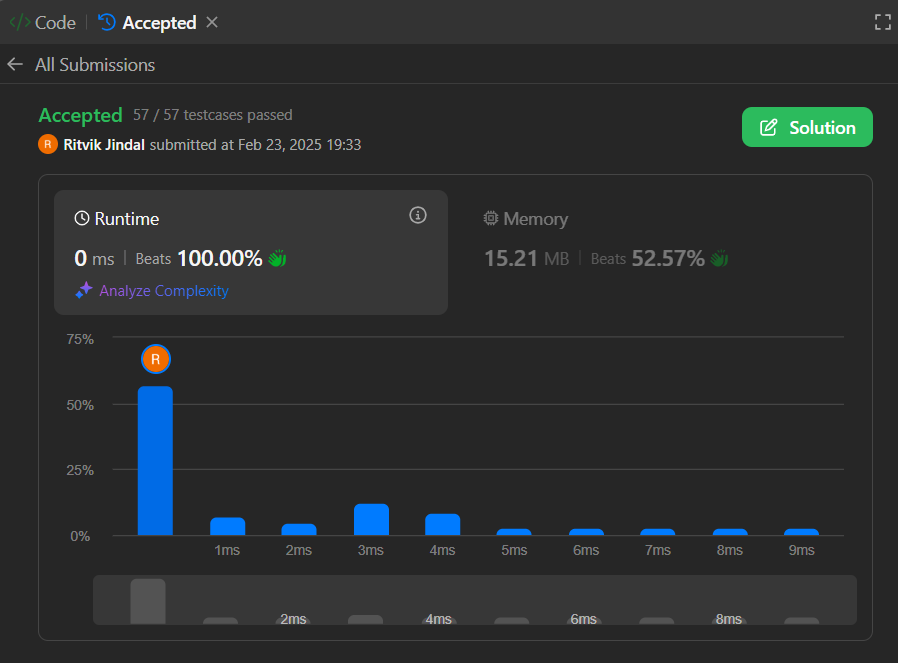 </> Code | Accepted ×
All Submissions
Accepted 57 / 57 testcases passed
Solution
R Ritvik Jindal submitted at Feb 23, 2025 19:33
Runtime
0 ms | Beats 100.00%
Analyze Complexity
Memory
15.21 MB | Beats 52.57%
75%
R
50%
25%
0%
1ms 2ms 3ms 4ms 5ms 6ms 7ms 8ms 9ms
2ms 4ms 6ms 8ms